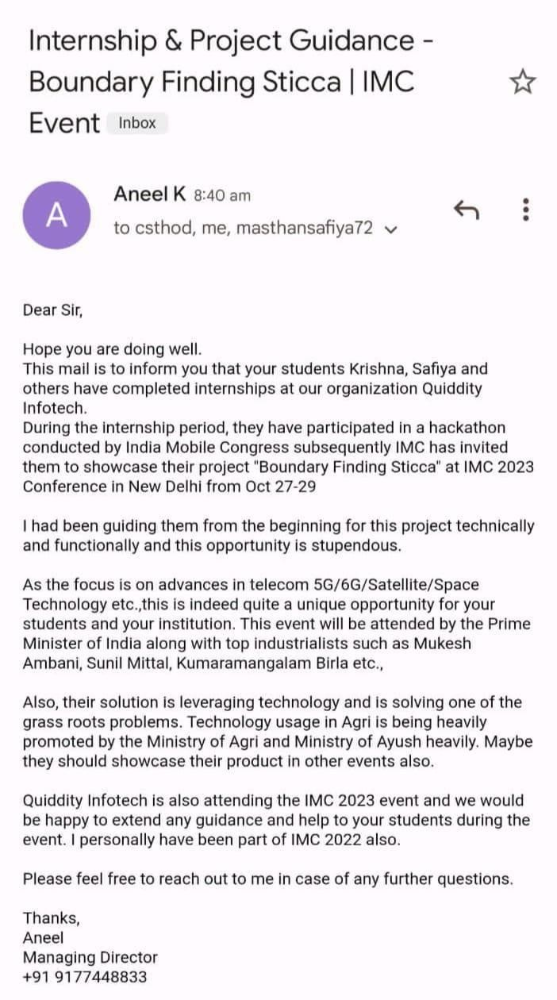 Internship & Project Guidance -
Boundary Finding Sticca | IMC
Event Inbox
A
Aneel K 8:40 am
to csthod, me, masthansafiya72
Dear Sir,
Hope you are doing well.
This mail is to inform you that your students Krishna, Safiya and
others have completed internships at our organization Quiddity
Infotech.
During the internship period, they have participated in a hackathon
conducted by India Mobile Congress subsequently IMC has invited
them to showcase their project "Boundary Finding Sticca" at IMC 2023
Conference in New Delhi from Oct 27-29
I had been guiding them from the beginning for this project technically
and functionally and this opportunity is stupendous.
As the focus is on advances in telecom 5G/6G/Satellite/Space
Technology etc.,this is indeed quite a unique opportunity for your
students and your institution. This event will be attended by the Prime
Minister of India along with top industrialists such as Mukesh
Ambani, Sunil Mittal, Kumaramangalam Birla etc.,
Also, their solution is leveraging technology and is solving one of the
grass roots problems. Technology usage in Agri is being heavily
promoted by the Ministry of Agri and Ministry of Ayush heavily. Maybe
they should showcase their product in other events also.
Quiddity Infotech is also attending the IMC 2023 event and we would
be happy to extend any guidance and help to your students during the
event. I personally have been part of IMC 2022 also.
Please feel free to reach out to me in case of any further questions.
Thanks,
Aneel
Managing Director
+91 9177448833